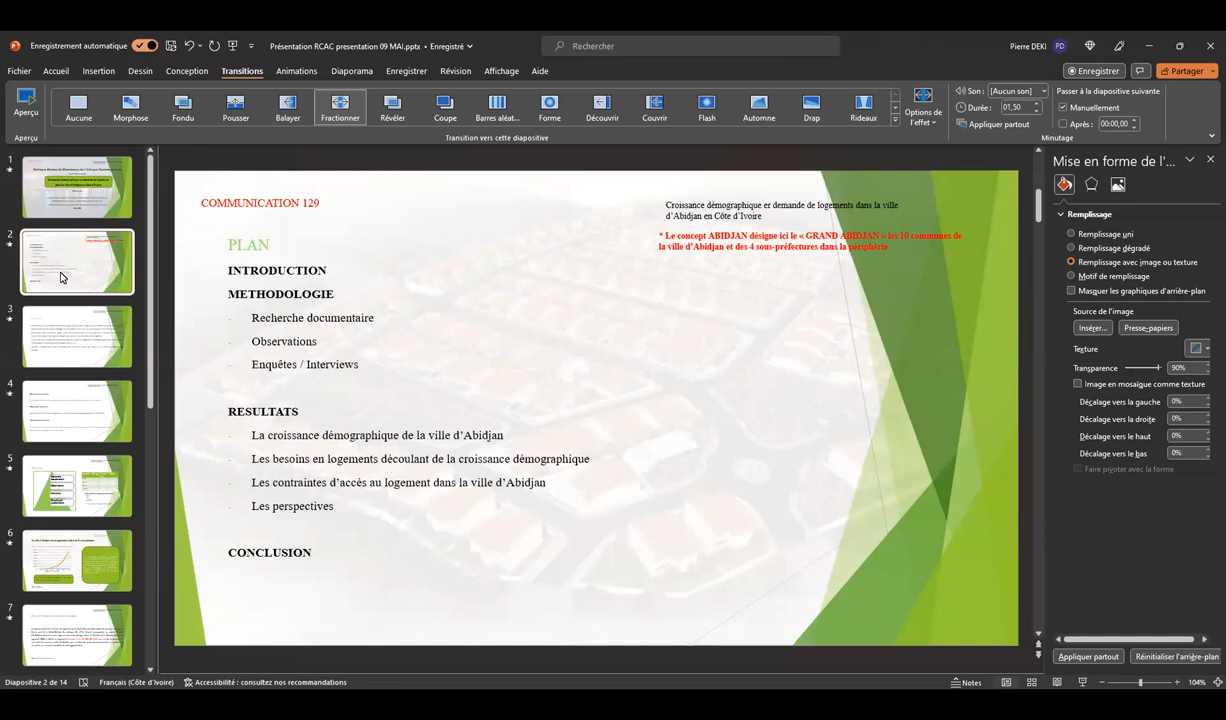 Enregistrement automatique
Présentation RCAC presentation 09 MAI.pptx • Enregistré
Rechercher
Pierre DEKI
PD
Fichier Accueil Insertion Dessin Conception Transitions Animations Diaporama Enregistrer Révision Affichage Aide
Enregistrer
Partager
Aperçu
Aucune Morphose Fondu Pousser Balayer Fractionner Révéler Coupe Barres aléat... Forme Découvrir Couvrir Flash Automne Drap Rideaux
Options de l'effet
Son : [Aucun son]
Durée : 01,50
Appliquer partout
Passer à la diapositive suivante
Manuellement
Après : 00:00,00
Aperçu
Transition vers cette diapositive
Minutage
1
2
3
4
5
6
7
COMMUNICATION 129
Croissance démographique er demande de logements dans la ville
d'Abidjan en Côte d'Ivoire
* Le concept ABIDJAN désigne ici le « GRAND ABIDJAN » les 10 communes de
la ville d'Abidjan et des 4 sous-préfectures dans la périphérie
PLAN
INTRODUCTION
METHODOLOGIE
- Recherche documentaire
- Observations
- Enquêtes / Interviews
RESULTATS
- La croissance démographique de la ville d'Abidjan
- Les besoins en logements découlant de la croissance démographique
- Les contraintes d'accès au logement dans la ville d'Abidjan
- Les perspectives
CONCLUSION
Mise en forme de l'...
Remplissage
Remplissage uni
Remplissage dégradé
Remplissage avec image ou texture
Motif de remplissage
Masquer les graphiques d'arrière-plan
Source de l'image
Insérer... Presse-papiers
Texture
Transparence 90%
Image en mosaïque comme texture
Décalage vers la gauche 0%
Décalage vers la droite 0%
Décalage vers le haut 0%
Décalage vers le bas 0%
Faire pivoter avec la forme
Appliquer partout Réinitialiser l'arrière-plan
Diapositive 2 de 14
Français (Côte d'Ivoire)
Accessibilité : consultez nos recommandations
Notes
104%